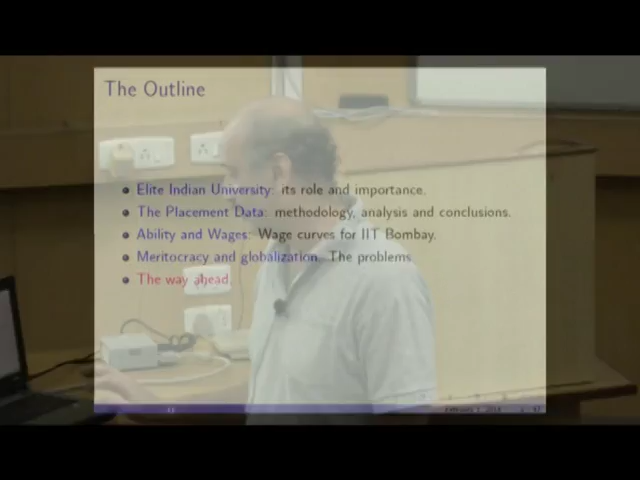 The Outline
Elite Indian University: its role and importance.
The Placement Data: methodology, analysis and conclusions.
Ability and Wages: Wage curves for IIT Bombay.
Meritocracy and globalization. The problems
The way ahead.